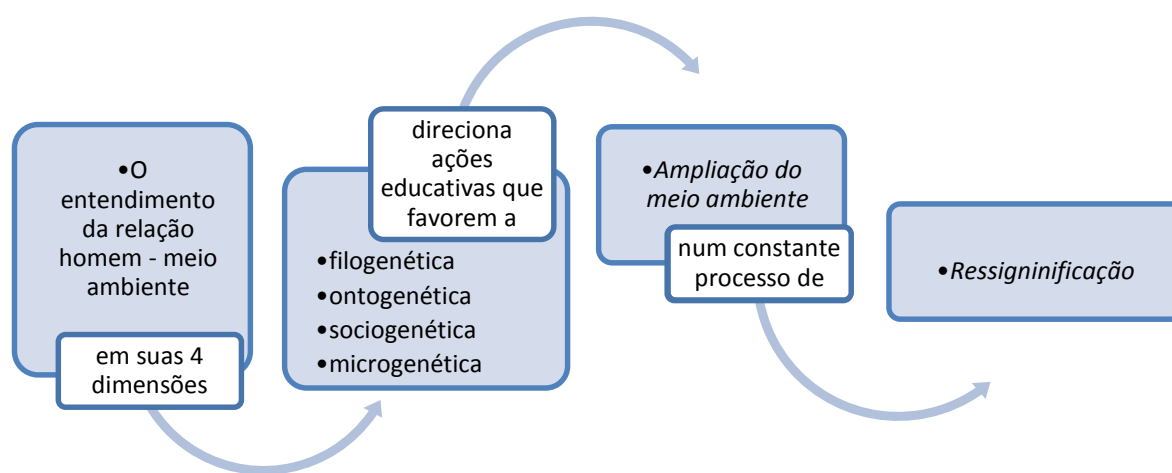 •O
entendimento
da relação
homem - meio
ambiente
em suas 4
dimensões
direciona
ações
educativas que
favorem a
•filogenética
•ontogenética
•sociogenética
•microgenética
•Ampliação do
meio ambiente
num constante
processo de
•Ressigninificação